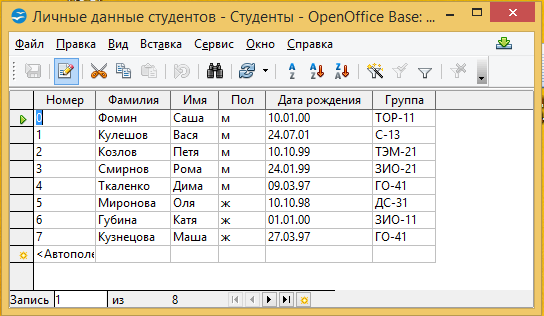 Личные данные студентов - Студенты - OpenOffice Base: ...
Файл Правка Вид Вставка Сервис Окно Справка
Номер Фамилия Имя Пол Дата рождения Группа
0 Фомин Саша м 10.01.00 ТОР-11
1 Кулешов Вася м 24.07.01 С-13
2 Козлов Петя м 10.10.99 ТЭМ-21
3 Смирнов Рома м 24.01.99 ЗИО-21
4 Ткаленко Дима м 09.03.97 ГО-41
5 Миронова Оля ж 10.10.98 ДС-31
6 Губина Катя ж 01.01.00 ЗИО-11
7 Кузнецова Маша ж 27.03.97 ГО-41
<Автополе
Запись 1 из 8